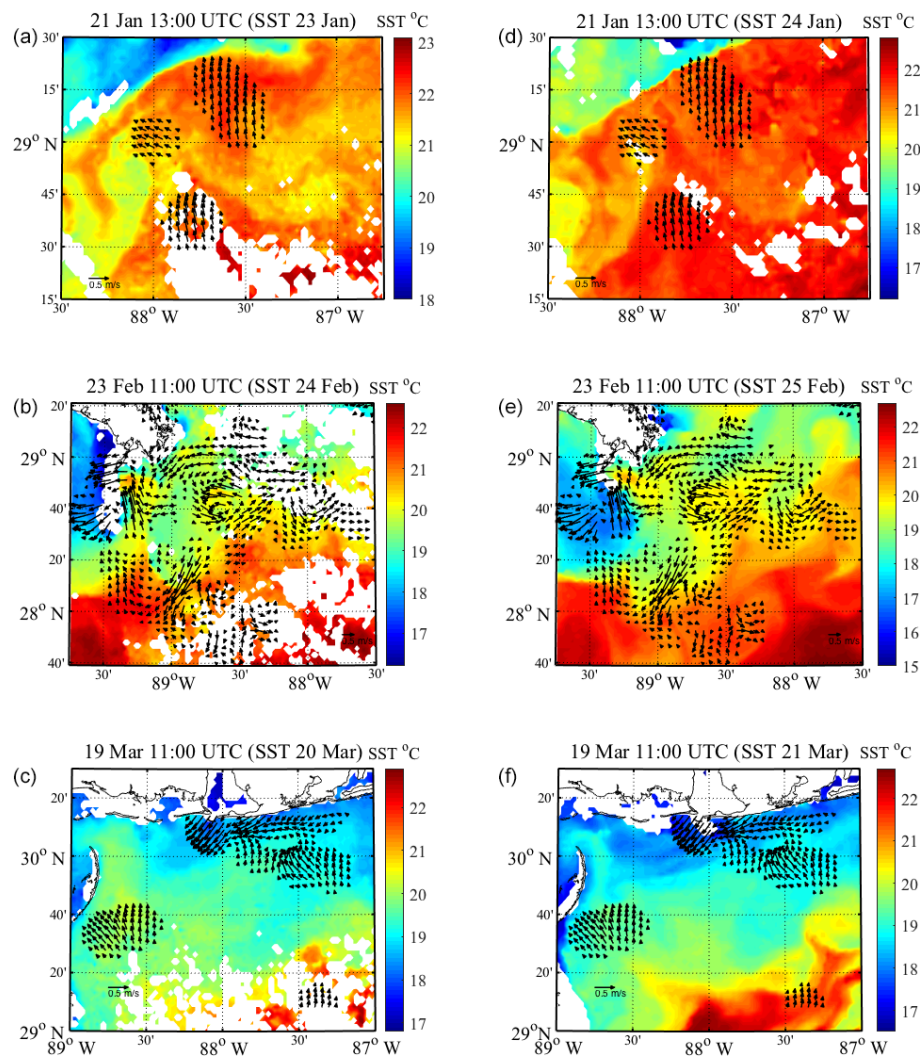 21 Jan 13:00 UTC (SST 23 Jan) SST °C
(a)
30'
15'
29° N
45'
30'
15'
0.5 m/s
30' 88° W 30' 87° W
23
22
21
20
19
18
21 Jan 13:00 UTC (SST 24 Jan) SST °C
(d)
30'
15'
29° N
45'
30'
15'
0.5 m/s
30' 88° W 30' 87° W
22
21
20
19
18
17
23 Feb 11:00 UTC (SST 24 Feb) SST °C
(b)
20'
29° N
40'
20'
28° N
40'
0.5 m/s
30' 89° W 30' 88° W 30'
22
21
20
19
18
17
23 Feb 11:00 UTC (SST 25 Feb) SST °C
(e)
20'
29° N
40'
20'
28° N
40'
0.5 m/s
30' 89° W 30' 88° W 30'
22
21
20
19
18
17
16
15
19 Mar 11:00 UTC (SST 20 Mar) SST °C
(c)
20'
30° N
40'
20'
29° N
0.5 m/s
89° W 30' 88° W 30' 87° W
22
21
20
19
18
17
19 Mar 11:00 UTC (SST 21 Mar) SST °C
(f)
20'
30° N
40'
20'
29° N
0.5 m/s
89° W 30' 88° W 30' 87° W
22
21
20
19
18
17